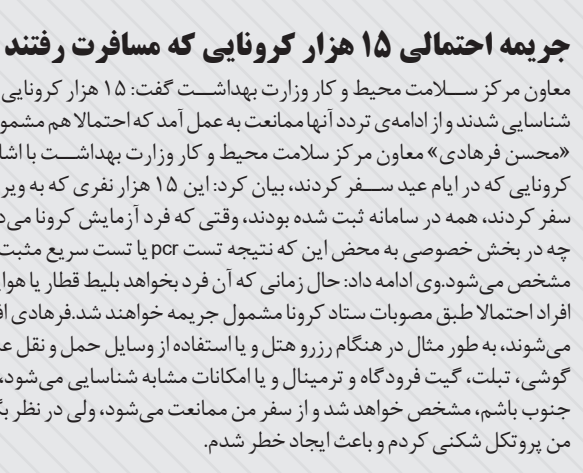 جریمه احتمالی ۱۵ هزار کرونایی که مسافرت رفتند
معاون مرکز ســلامت محیط و کار وزارت بهداشــت گفت: ۱۵ هزار کرونایی
شناسایی شدند و از ادامه‌ی تردد آنها ممانعت به عمل آمد که احتمالا هم مشمو
«محسن فرهادی» معاون مرکز سلامت محیط و کار وزارت بهداشــت با اشا
کرونایی که در ایام عید ســفر کردند، بیان کرد: این ۱۵ هزار نفری که به ویر
سفر کردند، همه در سامانه ثبت شده بودند، وقتی که فرد آزمایش کرونا می‌د
چه در بخش خصوصی به محض این که نتیجه تست pcr یا تست سریع مثبت
مشخص می‌شود.وی ادامه داد: حال زمانی که آن فرد بخواهد بلیط قطار یا هوای
افراد احتمالا طبق مصوبات ستاد کرونا مشمول جریمه خواهند شد.فرهادی اف
می‌شوند، به طور مثال در هنگام رزرو هتل و یا استفاده از وسایل حمل و نقل عم
گوشی، تبلت، گیت فرودگاه و ترمینال و یا امکانات مشابه شناسایی می‌شود،
جنوب باشم، مشخص خواهد شد و از سفر من ممانعت می‌شود، ولی در نظر بگ
من پروتکل شکنی کردم و باعث ایجاد خطر شدم.